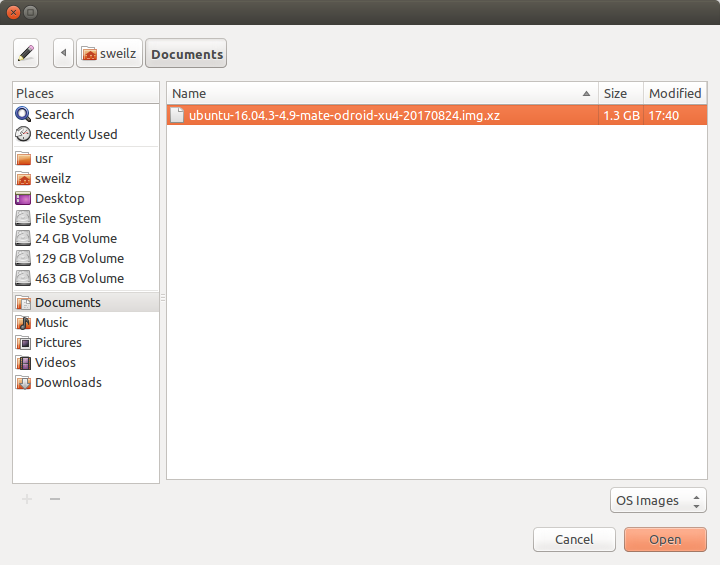 sweilz
Documents
Places
Search
Recently Used
usr
sweilz
Desktop
File System
24 GB Volume
129 GB Volume
463 GB Volume
Documents
Music
Pictures
Videos
Downloads
Name Size Modified
ubuntu-16.04.3-4.9-mate-odroid-xu4-20170824.img.xz 1.3 GB 17:40
OS Images
Cancel Open